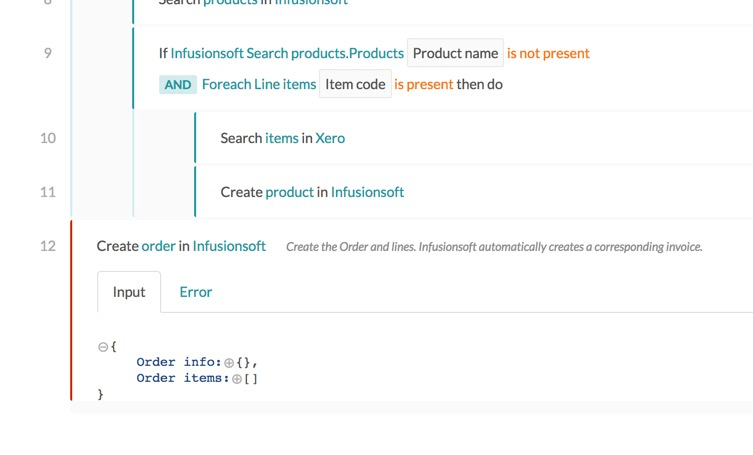 8 Search products in Infusionsoft
9 If Infusionsoft Search products.Products Product name is not present
AND Foreach Line items Item code is present then do
10 Search items in Xero
11 Create product in Infusionsoft
12 Create order in Infusionsoft Create the Order and lines. Infusionsoft automatically creates a corresponding invoice.
Input Error
{
Order info: {},
Order items: []
}